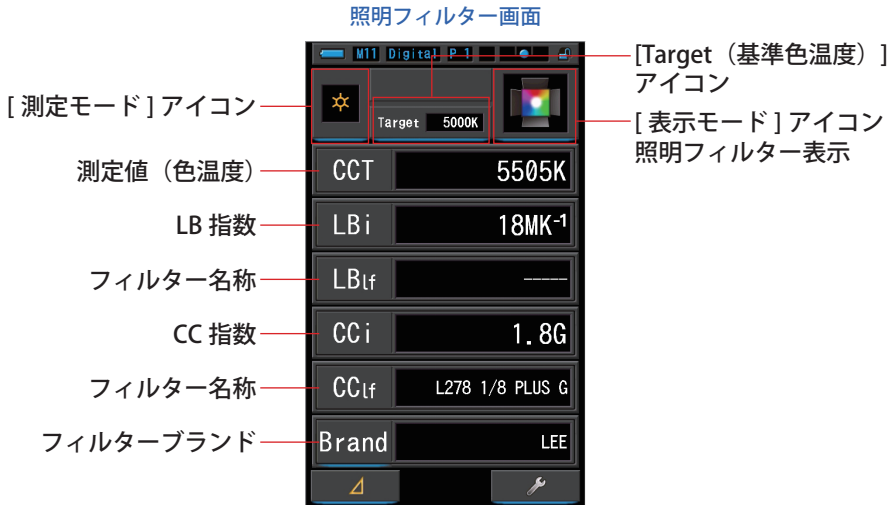 照明フィルター画面
M11 Digital P 1
[Target（基準色温度）]
アイコン
[ 測定モード ] アイコン
Target 5000K
[ 表示モード ] アイコン
照明フィルター表示
測定値（色温度）
CCT 5505K
LB 指数
LBi 18MK-1
フィルター名称
LBlf -----
CC 指数
CCi 1.8G
フィルター名称
CClf L278 1/8 PLUS G
フィルターブランド
Brand LEE